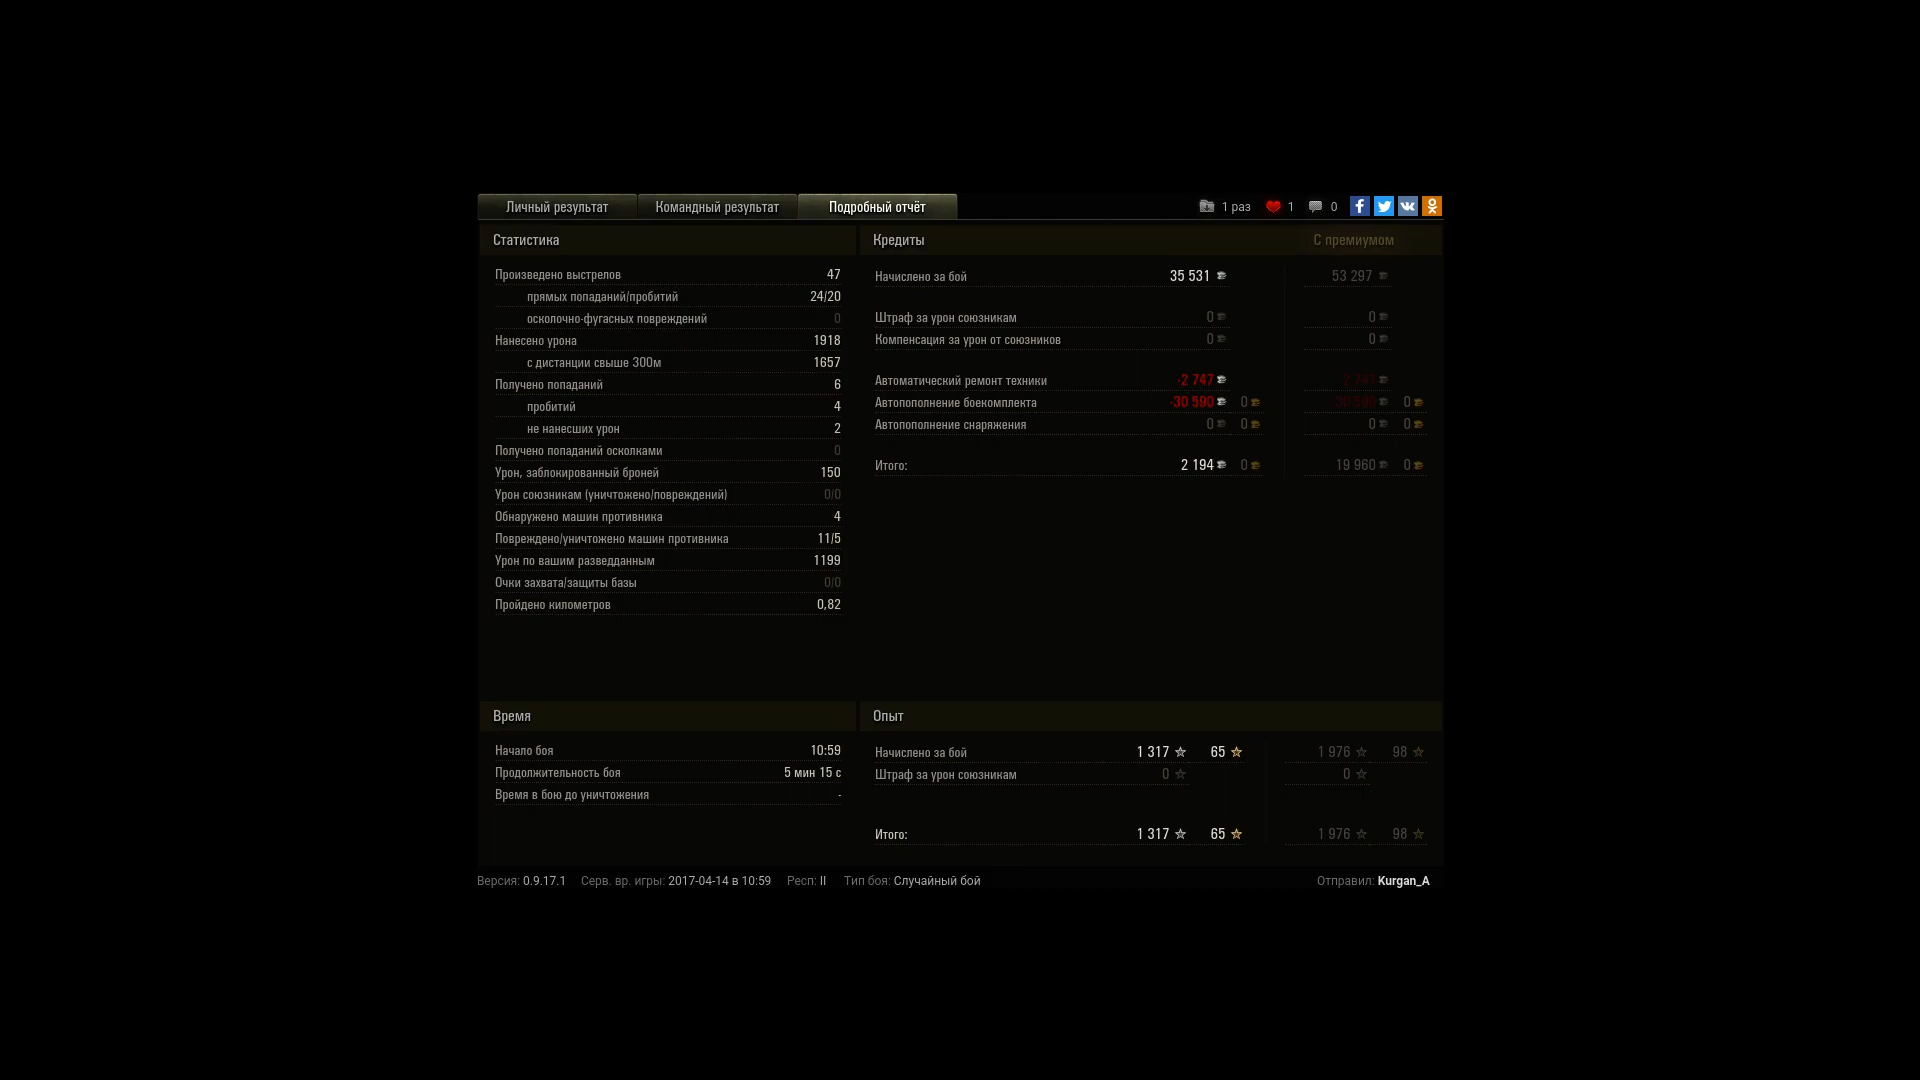 Личный результат Командный результат Подробный отчёт 1 раз 1 0
Статистика
Произведено выстрелов 47
прямых попаданий/пробитий 24/20
осколочно-фугасных повреждений 0
Нанесено урона 1918
с дистанции свыше 300м 1657
Получено попаданий 6
пробитий 4
не нанесших урон 2
Получено попаданий осколками 0
Урон, заблокированный броней 150
Урон союзникам (уничтожено/повреждений) 0/0
Обнаружено машин противника 4
Повреждено/уничтожено машин противника 11/5
Урон по вашим разведданным 1199
Очки захвата/защиты базы 0/0
Пройдено километров 0,82
Кредиты С премиумом
Начислено за бой 35 531 53 297
Штраф за урон союзникам 0 0
Компенсация за урон от союзников 0 0
Автоматический ремонт техники -2 747 -2 747
Автопополнение боекомплекта -30 590 0 -30 590 0
Автопополнение снаряжения 0 0 0 0
Итого: 2 194 0 19 960 0
Время
Начало боя 10:59
Продолжительность боя 5 мин 15 с
Время в бою до уничтожения -
Опыт
Начислено за бой 1 317 65 1 976 98
Штраф за урон союзникам 0 0
Итого: 1 317 65 1 976 98
Версия: 0.9.17.1 Серв. вр. игры: 2017-04-14 в 10:59 Респ: II Тип боя: Случайный бой Отправил: Kurgan_A